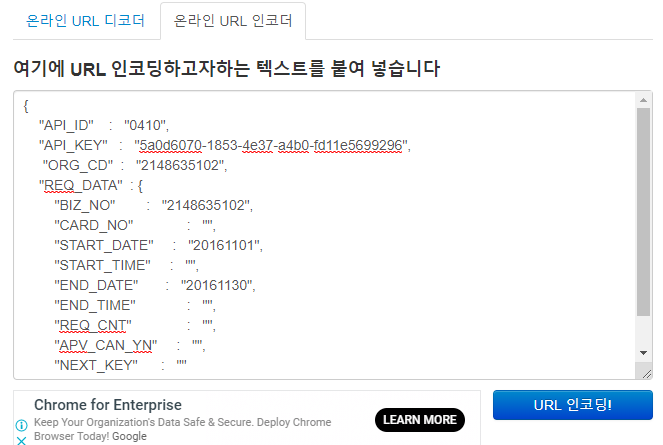 온라인 URL 디코더 온라인 URL 인코더
여기에 URL 인코딩하고자하는 텍스트를 붙여 넣습니다
{
"API_ID" : "0410",
"API_KEY" : "5a0d6070-1853-4e37-a4b0-fd11e5699296",
"ORG_CD" : "2148635102",
"REQ_DATA" : {
"BIZ_NO" : "2148635102",
"CARD_NO" : "",
"START_DATE" : "20161101",
"START_TIME" : "",
"END_DATE" : "20161130",
"END_TIME" : "",
"REQ_CNT" : "",
"APV_CAN_YN" : "",
"NEXT_KEY" : ""
Chrome for Enterprise
Keep Your Organization's Data Safe & Secure. Deploy Chrome
Browser Today! Google
LEARN MORE
URL 인코딩!